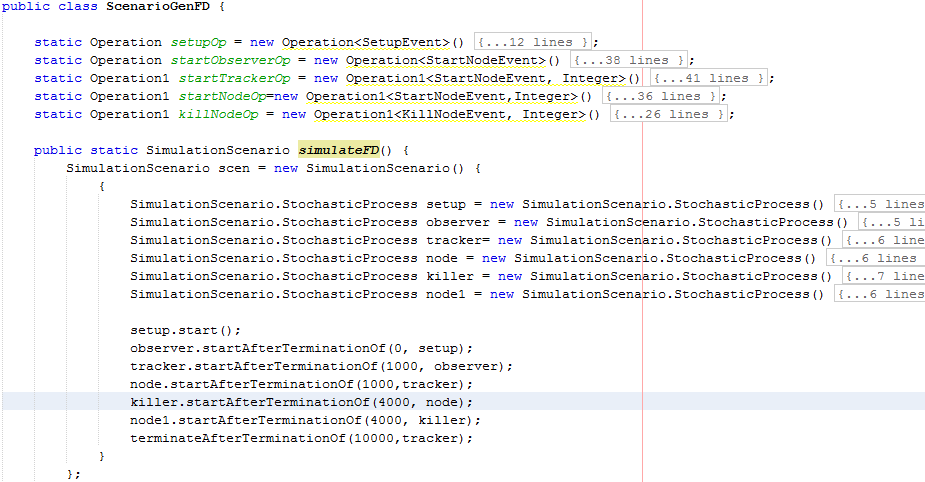 public class ScenarioGenFD {
static Operation setupOp = new Operation<SetupEvent>() {...12 lines };
static Operation startObserverOp = new Operation<StartNodeEvent>() {...38 lines };
static Operation1 startTrackerOp = new Operation1<StartNodeEvent, Integer>() {...41 lines };
static Operation1 startNodeOp=new Operation1<StartNodeEvent,Integer>() {...36 lines };
static Operation1 killNodeOp = new Operation1<KillNodeEvent, Integer>() {...26 lines };
public static SimulationScenario simulateFD() {
SimulationScenario scen = new SimulationScenario() {
{
SimulationScenario.StochasticProcess setup = new SimulationScenario.StochasticProcess() {...5 lines
SimulationScenario.StochasticProcess observer = new SimulationScenario.StochasticProcess() {...5 li
SimulationScenario.StochasticProcess tracker= new SimulationScenario.StochasticProcess() {...6 line
SimulationScenario.StochasticProcess node = new SimulationScenario.StochasticProcess() {...6 lines
SimulationScenario.StochasticProcess killer = new SimulationScenario.StochasticProcess() {...7 line
SimulationScenario.StochasticProcess node1 = new SimulationScenario.StochasticProcess() {...6 lines
setup.start();
observer.startAfterTerminationOf(0, setup);
tracker.startAfterTerminationOf(1000, observer);
node.startAfterTerminationOf(1000,tracker);
killer.startAfterTerminationOf(4000, node);
node1.startAfterTerminationOf(4000, killer);
terminateAfterTerminationOf(10000,tracker);
}
};